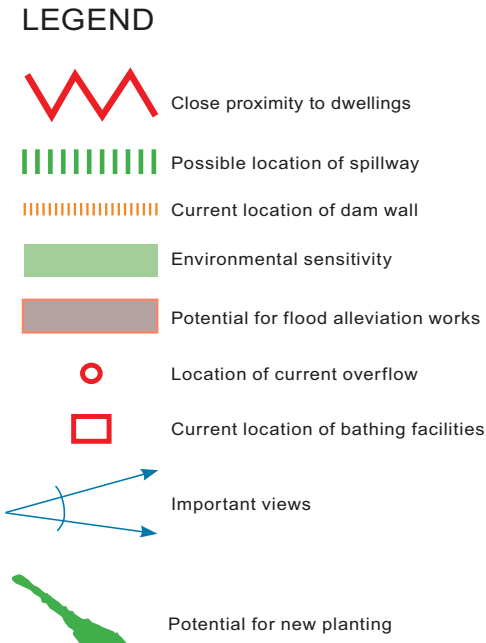 LEGEND
Close proximity to dwellings
Possible location of spillway
Current location of dam wall
Environmental sensitivity
Potential for flood alleviation works
Location of current overflow
Current location of bathing facilities
Important views
Potential for new planting